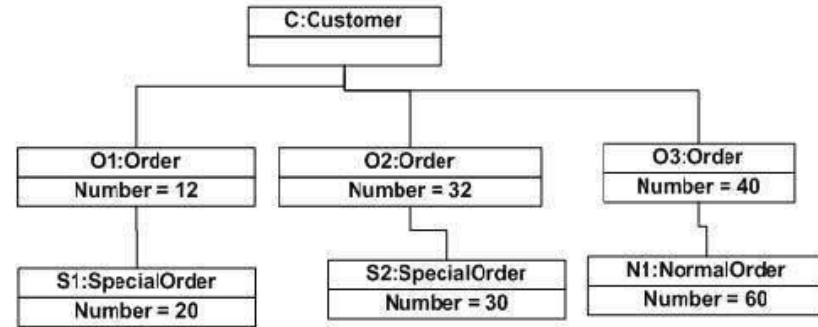 C:Customer
O1:Order
Number = 12
O2:Order
Number = 32
O3:Order
Number = 40
S1:SpecialOrder
Number = 20
S2:SpecialOrder
Number = 30
N1:NormalOrder
Number = 60